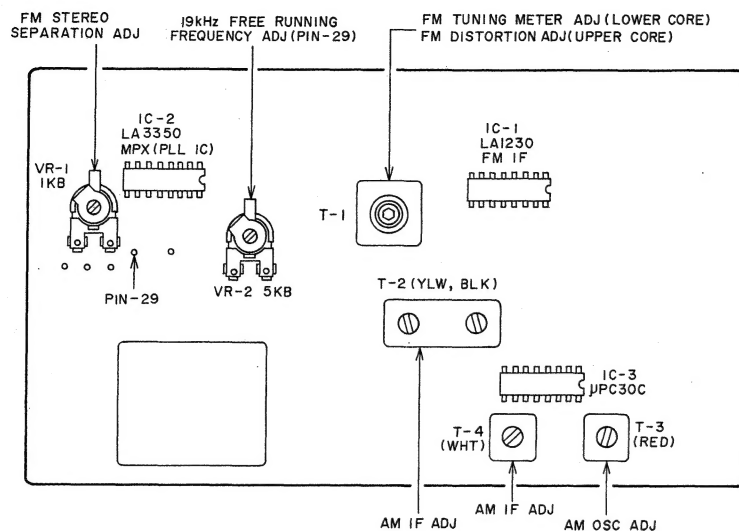 FM STEREO
SEPARATION ADJ
19kHz FREE RUNNING
FREQUENCY ADJ (PIN-29)
FM TUNING METER ADJ (LOWER CORE)
FM DISTORTION ADJ (UPPER CORE)
IC-2
LA3350
MPX (PLL IC)
IC-1
LA1230
FM IF
VR-1
1KB
T-1
PIN-29
VR-2 5KB
T-2 (YLW, BLK)
IC-3
µPC30C
T-4
(WHT)
T-3
(RED)
AM IF ADJ
AM IF ADJ
AM OSC ADJ